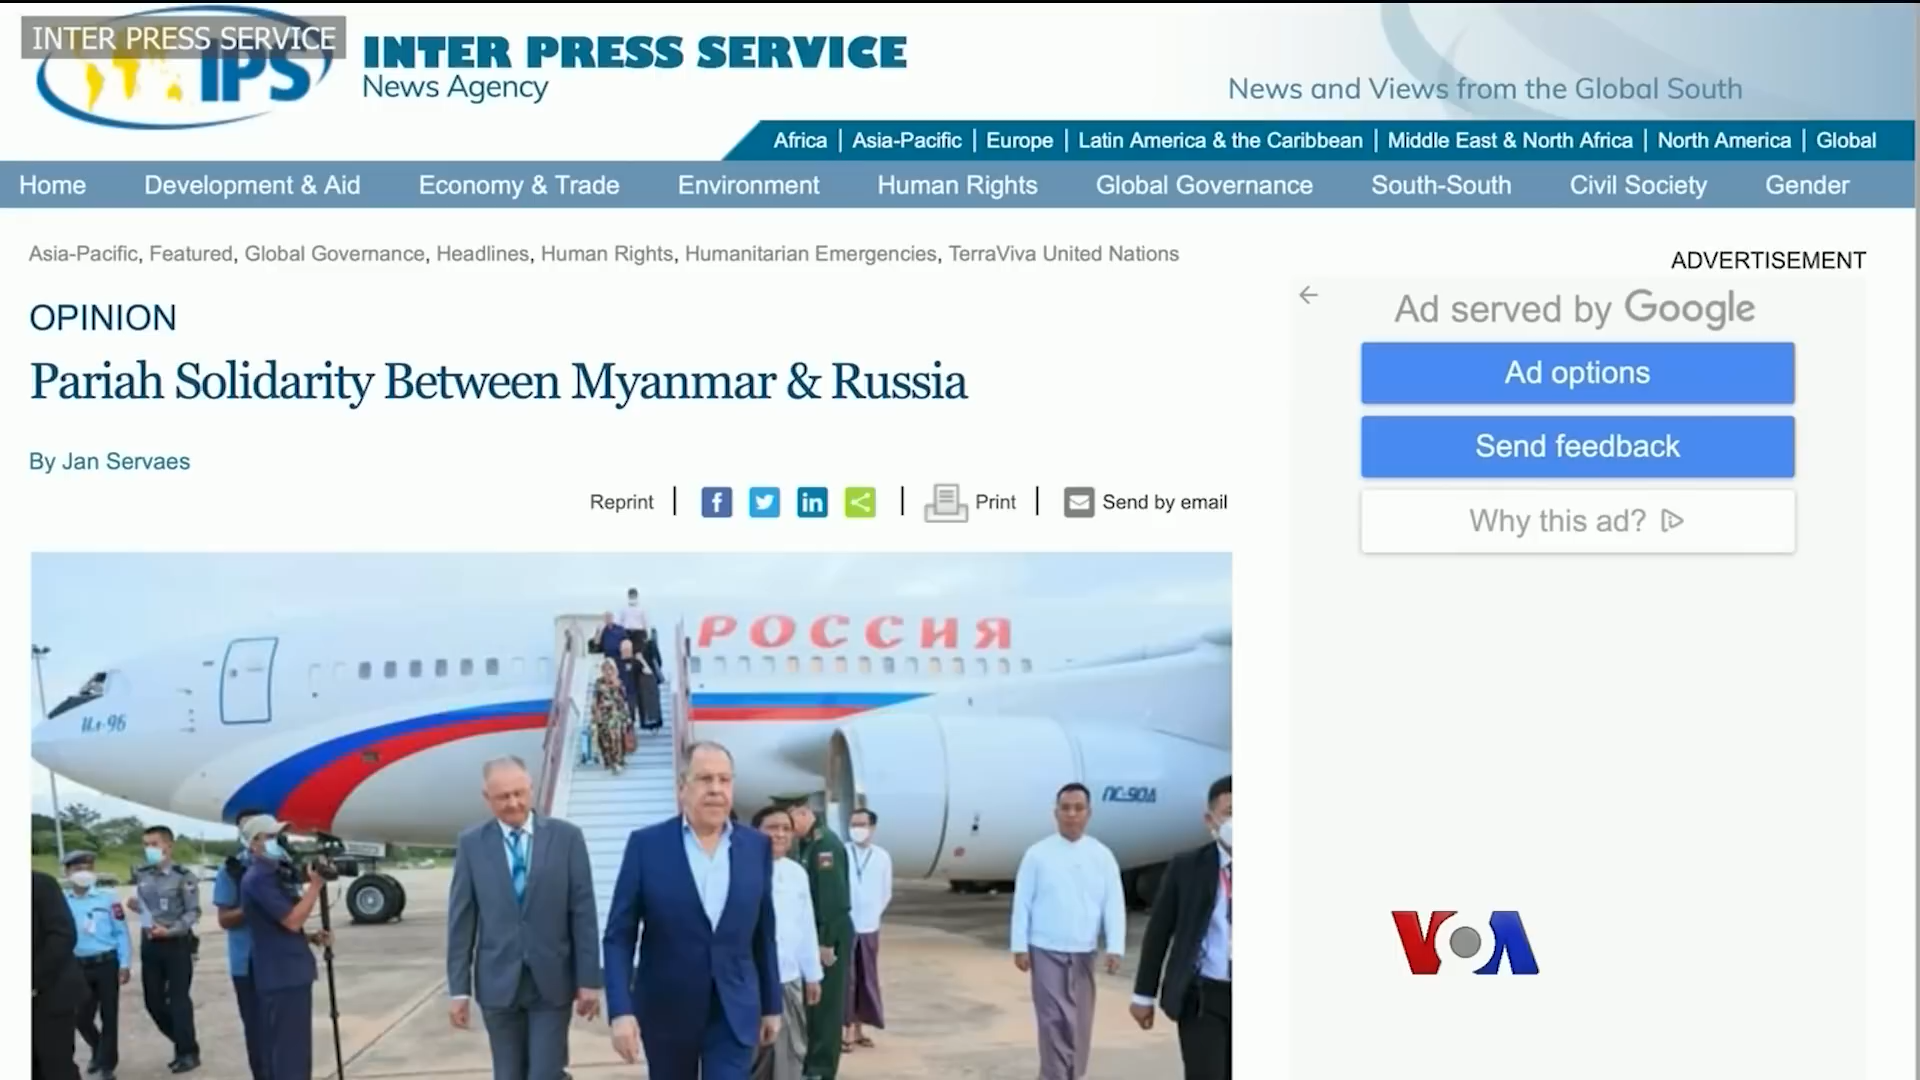 INTER PRESS SERVICE
IPS
INTER PRESS SERVICE
News Agency
News and Views from the Global South
Africa | Asia-Pacific | Europe | Latin America & the Caribbean | Middle East & North Africa | North America | Global
Home Development & Aid Economy & Trade Environment Human Rights Global Governance South-South Civil Society Gender
Asia-Pacific, Featured, Global Governance, Headlines, Human Rights, Humanitarian Emergencies, TerraViva United Nations
ADVERTISEMENT
OPINION
Ad served by Google
Pariah Solidarity Between Myanmar & Russia
Ad options
Send feedback
By Jan Servaes
Reprint | f in | Print | Send by email
Why this ad?
РОССИЯ
Ил-96
ПС-90А
VOA